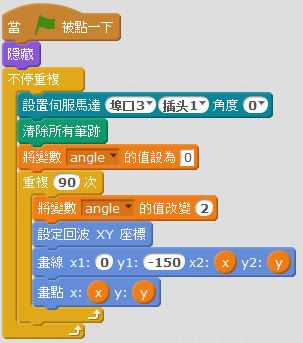 當 被點一下
隐藏
不停重複
設置伺服馬達 埠口3 插头1 角度 0
清除所有筆跡
將變數 angle 的值設為 0
重複 90 次
將變數 angle 的值改變 2
設定回波 XY 座標
畫線 x1: 0 y1: -150 x2: x y2: y
畫點 x: x y: y